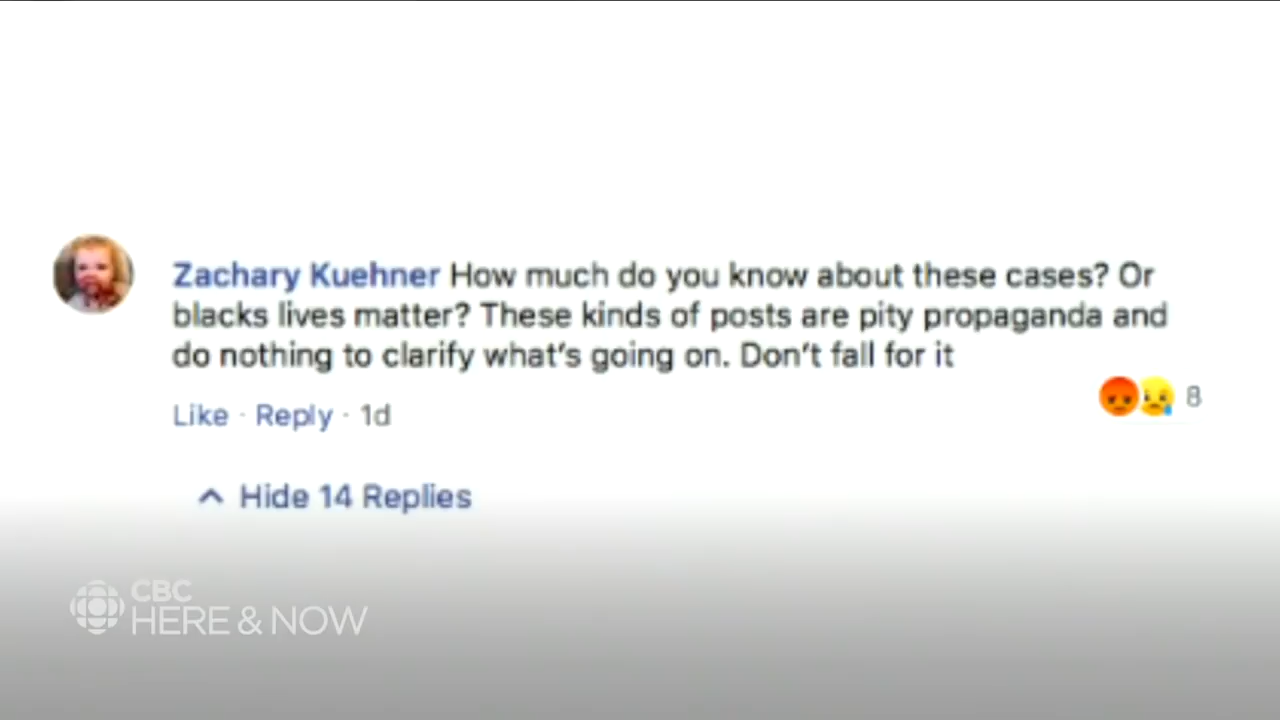 Zachary Kuehner How much do you know about these cases? Or
blacks lives matter? These kinds of posts are pity propaganda and
do nothing to clarify what's going on. Don't fall for it
8
Like · Reply · 1d
Hide 14 Replies
CBC
HERE & NOW